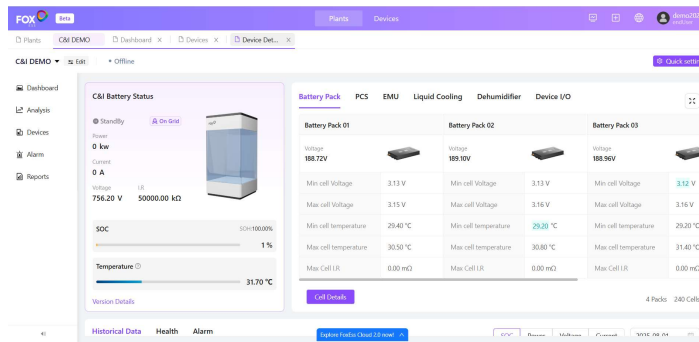 FOX Beta Plants Devices demo202
endUser
Plants C&I DEMO Dashboard X Devices X Device Det... X
C&I DEMO Edit Offline Quick settin
Dashboard
Analysis
Devices
Alarm
Reports
C&I Battery Status
StandBy On Grid
Power
0 kw
Current
0 A
Voltage I.R
756.20 V 50000.00 kΩ
SOC SOH:100.00%
1 %
Temperature
31.70 °C
Version Details
Battery Pack PCS EMU Liquid Cooling Dehumidifier Device I/O
Battery Pack 01 Battery Pack 02 Battery Pack 03
Voltage Voltage Voltage
188.72V 189.10V 188.96V
Min cell Voltage 3.13 V Min cell Voltage 3.13 V Min cell Voltage 3.12 V
Max cell Voltage 3.15 V Max cell Voltage 3.16 V Max cell Voltage 3.16 V
Min cell temperature 29.40 °C Min cell temperature 29.20 °C Min cell temperature 29.20 °C
Max cell temperature 30.50 °C Max cell temperature 30.80 °C Max cell temperature 31.40 °C
Max Cell I.R 0.00 mΩ Max Cell I.R 0.00 mΩ Max Cell I.R 0.00 mΩ
Cell Details 4 Packs 240 Cells
Historical Data Health Alarm Explore FoxEss Cloud 2.0 now! SOC Power Voltage Current 2025-08-01